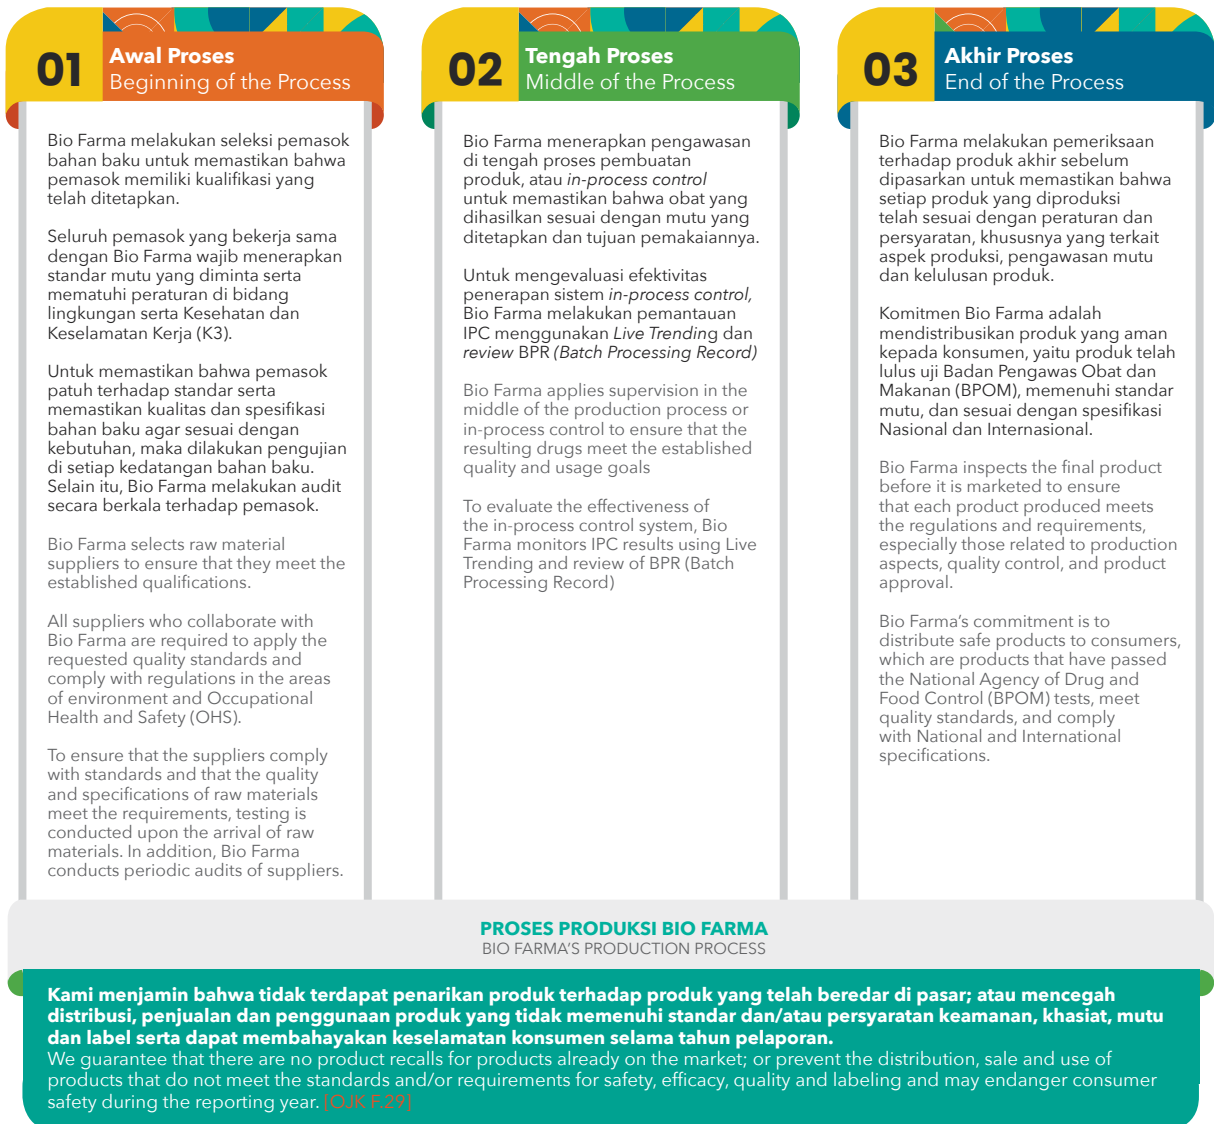 01
Awal Proses
Beginning of the Process
Bio Farma melakukan seleksi pemasok
bahan baku untuk memastikan bahwa
pemasok memiliki kualifikasi yang
telah ditetapkan.
Seluruh pemasok yang bekerja sama
dengan Bio Farma wajib menerapkan
standar mutu yang diminta serta
mematuhi peraturan di bidang
lingkungan serta Kesehatan dan
Keselamatan Kerja (K3).
Untuk memastikan bahwa pemasok
patuh terhadap standar serta
memastikan kualitas dan spesifikasi
bahan baku agar sesuai dengan
kebutuhan, maka dilakukan pengujian
di setiap kedatangan bahan baku.
Selain itu, Bio Farma melakukan audit
secara berkala terhadap pemasok.
Bio Farma selects raw material
suppliers to ensure that they meet the
established qualifications.
All suppliers who collaborate with
Bio Farma are required to apply the
requested quality standards and
comply with regulations in the areas
of environment and Occupational
Health and Safety (OHS).
To ensure that the suppliers comply
with standards and that the quality
and specifications of raw materials
meet the requirements, testing is
conducted upon the arrival of raw
materials. In addition, Bio Farma
conducts periodic audits of suppliers.
02
Tengah Proses
Middle of the Process
Bio Farma menerapkan pengawasan
di tengah proses pembuatan
produk, atau in-process control
untuk memastikan bahwa obat yang
dihasilkan sesuai dengan mutu yang
ditetapkan dan tujuan pemakaiannya.
Untuk mengevaluasi efektivitas
penerapan sistem in-process control,
Bio Farma melakukan pemantauan
IPC menggunakan Live Trending dan
review BPR (Batch Processing Record)
Bio Farma applies supervision in the
middle of the production process or
in-process control to ensure that the
resulting drugs meet the established
quality and usage goals
To evaluate the effectiveness of
the in-process control system, Bio
Farma monitors IPC results using Live
Trending and review of BPR (Batch
Processing Record)
03
Akhir Proses
End of the Process
Bio Farma melakukan pemeriksaan
terhadap produk akhir sebelum
dipasarkan untuk memastikan bahwa
setiap produk yang diproduksi
telah sesuai dengan peraturan dan
persyaratan, khususnya yang terkait
aspek produksi, pengawasan mutu
dan kelulusan produk.
Komitmen Bio Farma adalah
mendistribusikan produk yang aman
kepada konsumen, yaitu produk telah
lulus uji Badan Pengawas Obat dan
Makanan (BPOM), memenuhi standar
mutu, dan sesuai dengan spesifikasi
Nasional dan Internasional.
Bio Farma inspects the final product
before it is marketed to ensure
that each product produced meets
the regulations and requirements,
especially those related to production
aspects, quality control, and product
approval.
Bio Farma's commitment is to
distribute safe products to consumers,
which are products that have passed
the National Agency of Drug and
Food Control (BPOM) tests, meet
quality standards, and comply
with National and International
specifications.
PROSES PRODUKSI BIO FARMA
BIO FARMA'S PRODUCTION PROCESS
Kami menjamin bahwa tidak terdapat penarikan produk terhadap produk yang telah beredar di pasar; atau mencegah
distribusi, penjualan dan penggunaan produk yang tidak memenuhi standar dan/atau persyaratan keamanan, khasiat, mutu
dan label serta dapat membahayakan keselamatan konsumen selama tahun pelaporan.
We guarantee that there are no product recalls for products already on the market; or prevent the distribution, sale and use of
products that do not meet the standards and/or requirements for safety, efficacy, quality and labeling and may endanger consumer
safety during the reporting year. [OJK F.29]